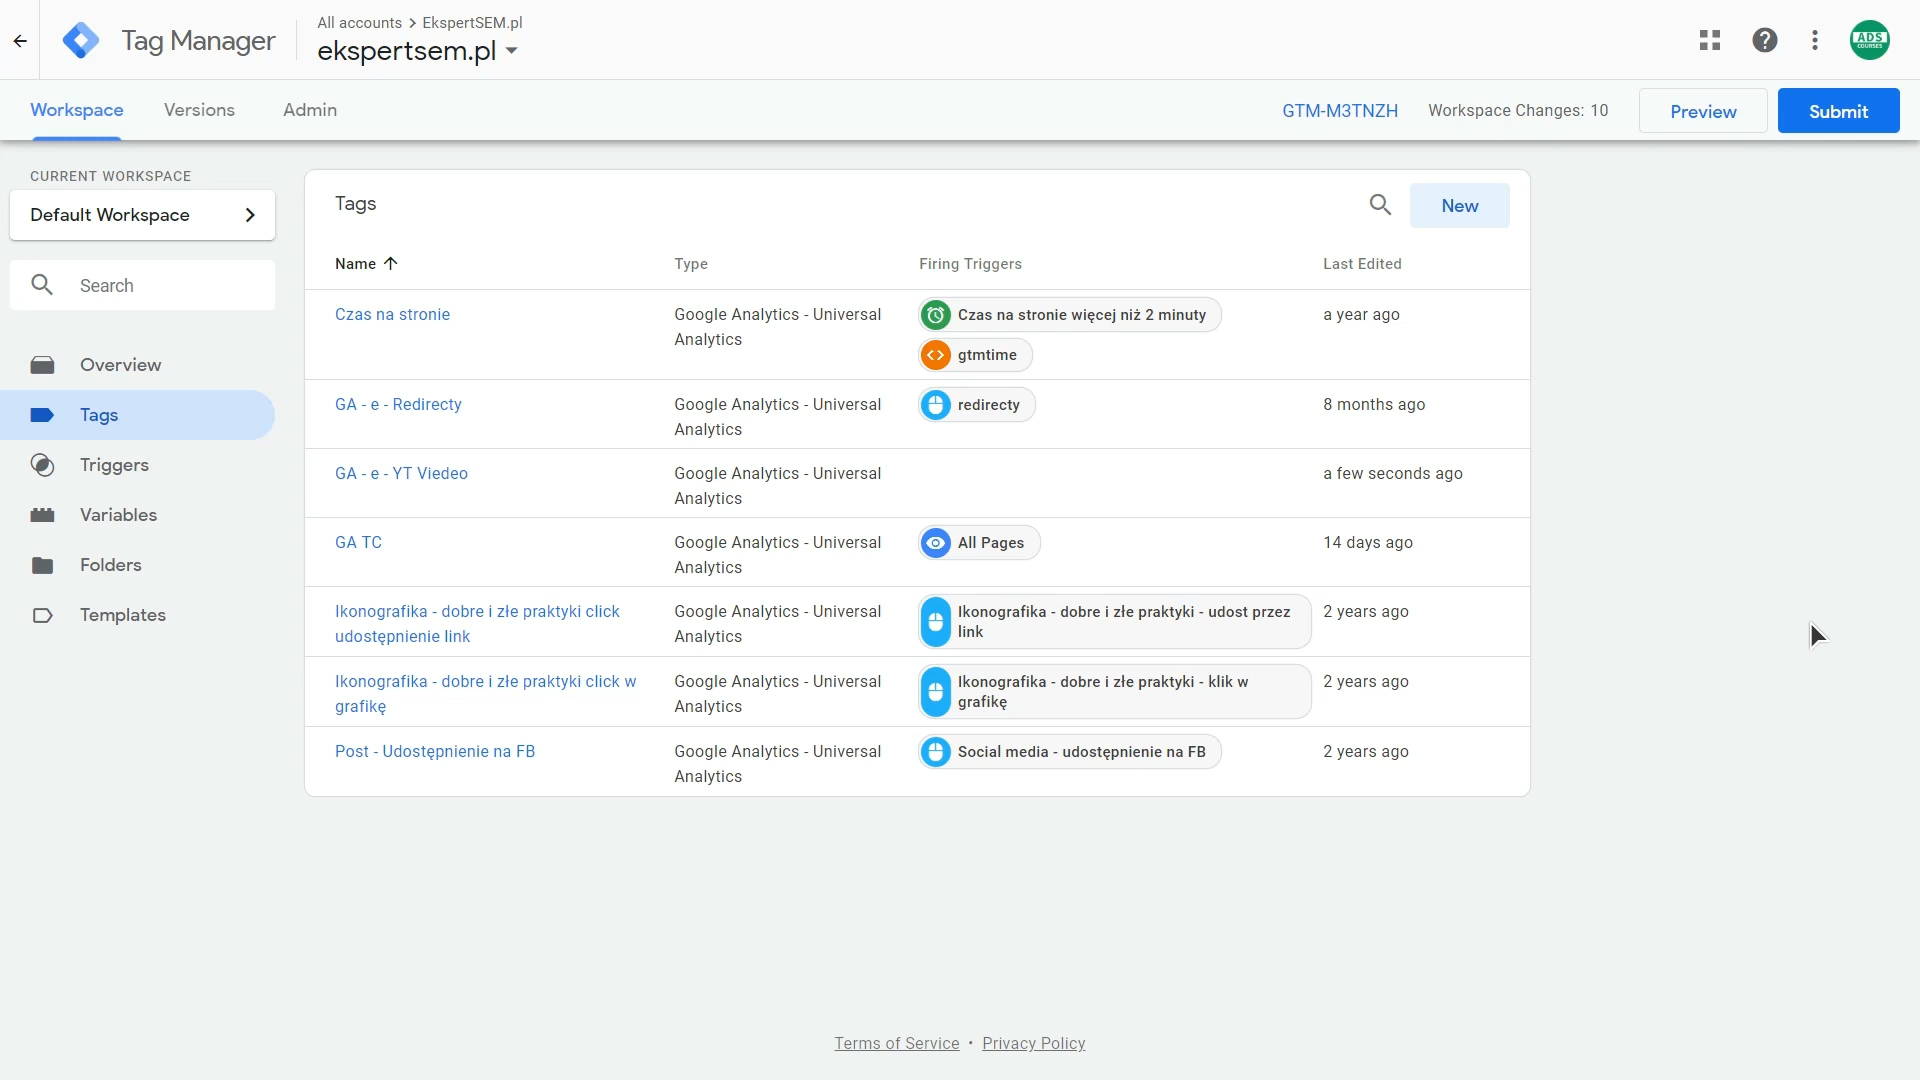 Tag Manager
All accounts > EkspertSEM.pl
ekspertsem.pl
ADS
COURSES
Workspace
Versions
Admin
GTM-M3TNZH
Workspace Changes: 10
Preview
Submit
CURRENT WORKSPACE
Default Workspace
Search
Overview
Tags
Triggers
Variables
Folders
Templates
Tags
New
Name
Type
Firing Triggers
Last Edited
Czas na stronie
Google Analytics - Universal
Analytics
Czas na stronie więcej niż 2 minuty
gtmtime
a year ago
GA - e - Redirecty
Google Analytics - Universal
Analytics
redirecty
8 months ago
GA - e - YT Viedeo
Google Analytics - Universal
Analytics
a few seconds ago
GA TC
Google Analytics - Universal
Analytics
All Pages
14 days ago
Ikonografika - dobre i złe praktyki click
udostępnienie link
Google Analytics - Universal
Analytics
Ikonografika - dobre i złe praktyki - udost przez
link
2 years ago
Ikonografika - dobre i złe praktyki click w
grafikę
Google Analytics - Universal
Analytics
Ikonografika - dobre i złe praktyki - klik w
grafikę
2 years ago
Post - Udostępnienie na FB
Google Analytics - Universal
Analytics
Social media - udostępnienie na FB
2 years ago
Terms of Service • Privacy Policy